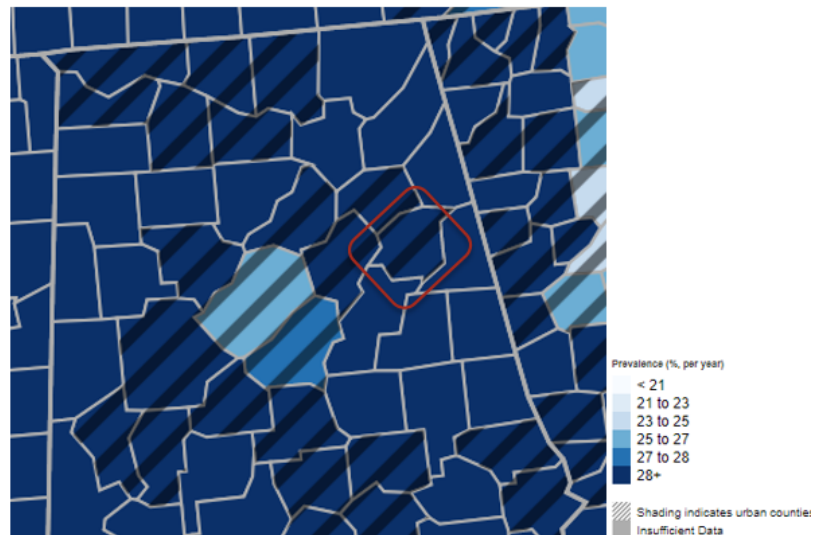 Prevalence (%, per year)
< 21
21 to 23
23 to 25
25 to 27
27 to 28
28+
Shading indicates urban counties
Insufficient Data